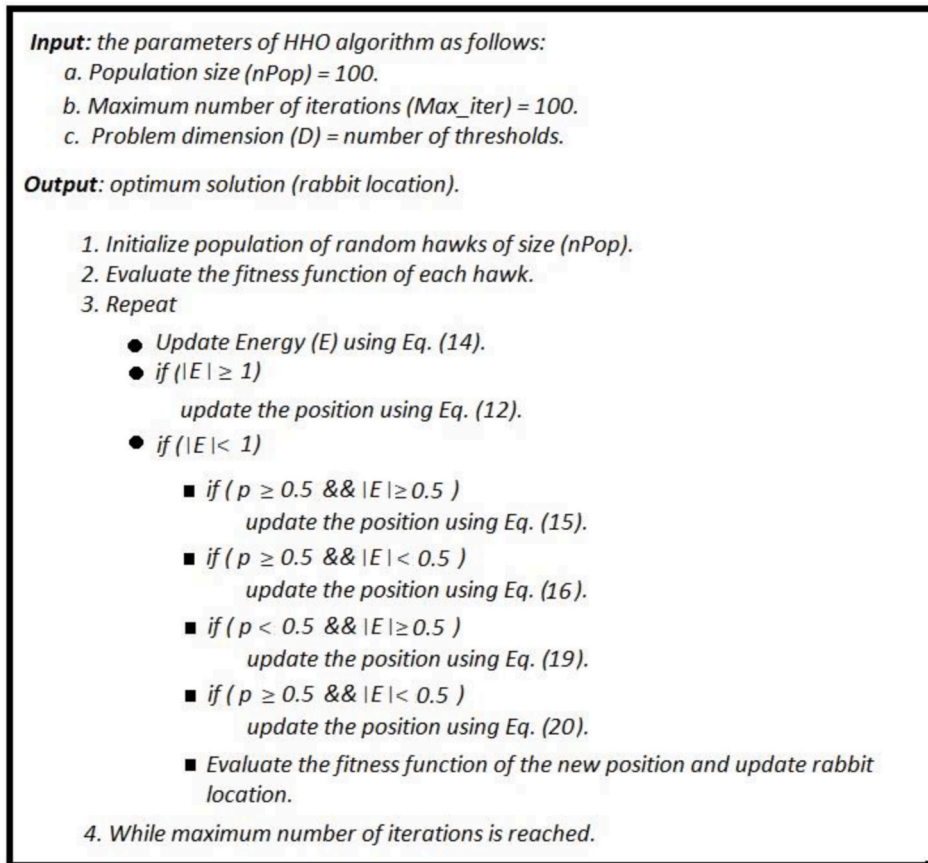 Input: the parameters of HHO algorithm as follows:
a. Population size (nPop) = 100.
b. Maximum number of iterations (Max_iter) = 100.
c. Problem dimension (D) = number of thresholds.
Output: optimum solution (rabbit location).
1. Initialize population of random hawks of size (nPop).
2. Evaluate the fitness function of each hawk.
3. Repeat
● Update Energy (E) using Eq. (14).
● if (|E| ≥ 1)
update the position using Eq. (12).
● if (|E|< 1)
■ if ( p ≥ 0.5 && |E|≥ 0.5 )
update the position using Eq. (15).
■ if ( p ≥ 0.5 && |E|< 0.5 )
update the position using Eq. (16).
■ if ( p < 0.5 && |E|≥ 0.5 )
update the position using Eq. (19).
■ if ( p ≥ 0.5 && |E|< 0.5 )
update the position using Eq. (20).
■ Evaluate the fitness function of the new position and update rabbit
location.
4. While maximum number of iterations is reached.